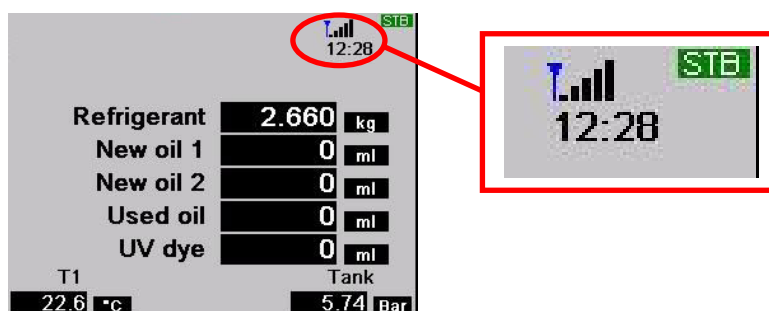 STB
12:28
Refrigerant 2.660 kg
New oil 1 0 ml
New oil 2 0 ml
Used oil 0 ml
UV dye 0 ml
T1 Tank
22.6 °C 5.74 Bar
STB
12:28